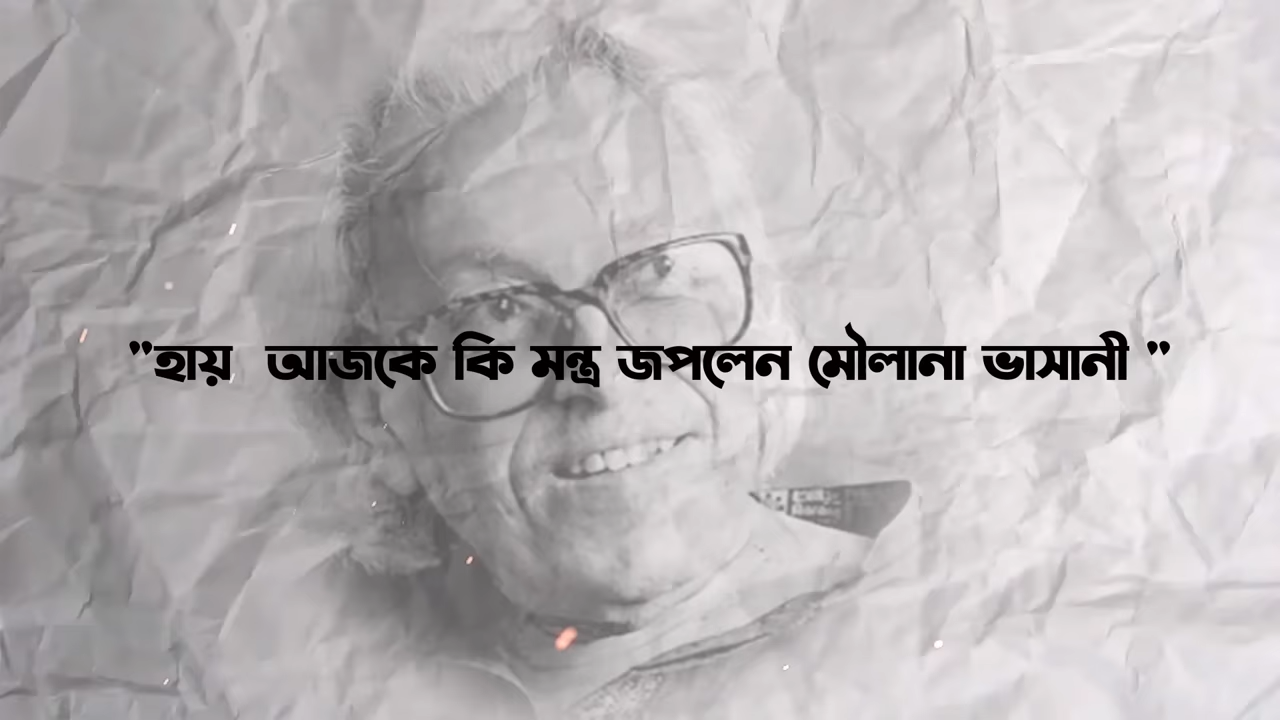 "হায়  আজকে কি মন্ত্র জপলেন মৌলানা ভাসানী "